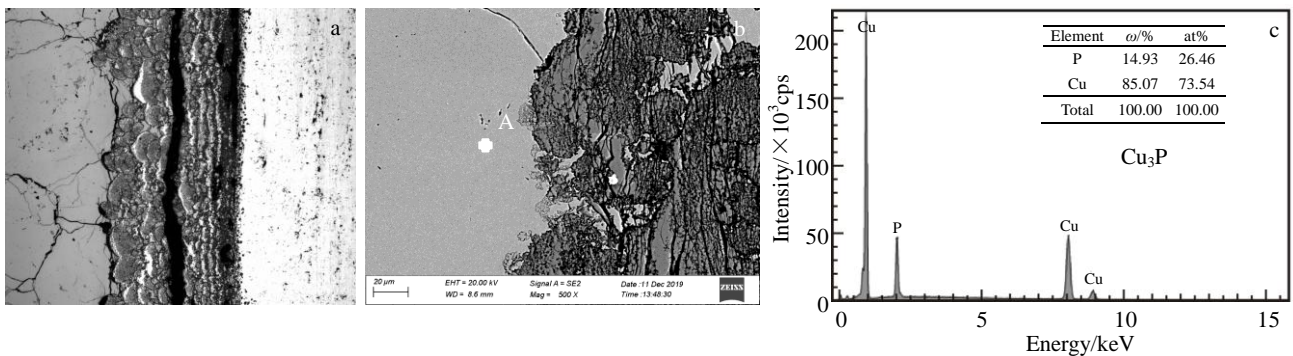 a
b
A
20 μm
EHT = 20.00 kV
Signal A = SE2
Date :11 Dec 2019
WD = 8.6 mm
Mag = 500 X
Time :13:48:30
ZEISS
c
Element ω/% at%
P 14.93 26.46
Cu 85.07 73.54
Total 100.00 100.00
Cu₃P
Cu
P
Cu
Cu
Intensity/×10³cps
200
150
100
50
0
0 5 10 15
Energy/keV